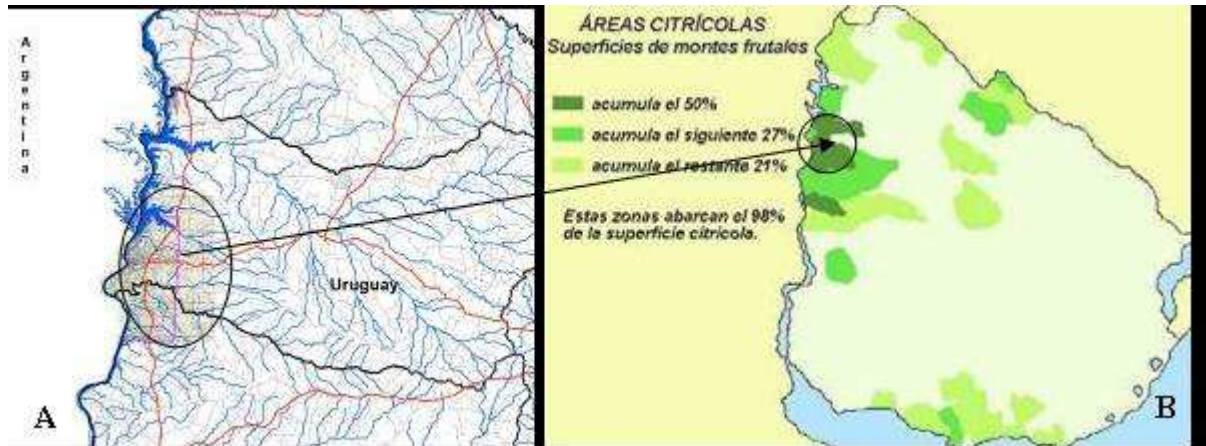 Argentina
Uruguay
A
ÁREAS CITRÍCOLAS
Superficies de montes frutales
acumula el 50%
acumula el siguiente 27%
acumula el restante 21%
Estas zonas abarcan el 98%
de la superficie citrícola.
B